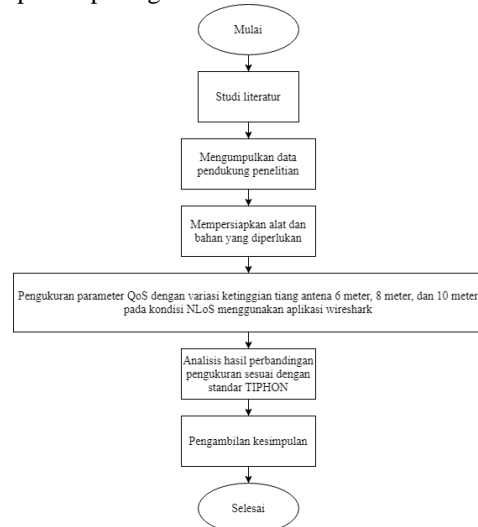 Mulai
Studi literatur
Mengumpulkan data
pendukung penelitian
Mempersiapkan alat dan
bahan yang diperlukan
Pengukuran parameter QoS dengan variasi ketinggian tiang antena 6 meter, 8 meter, dan 10 meter
pada kondisi NLoS menggunakan aplikasi wireshark
Analisis hasil perbandingan
pengukuran sesuai dengan
standar TIPHON
Pengambilan kesimpulan
Selesai